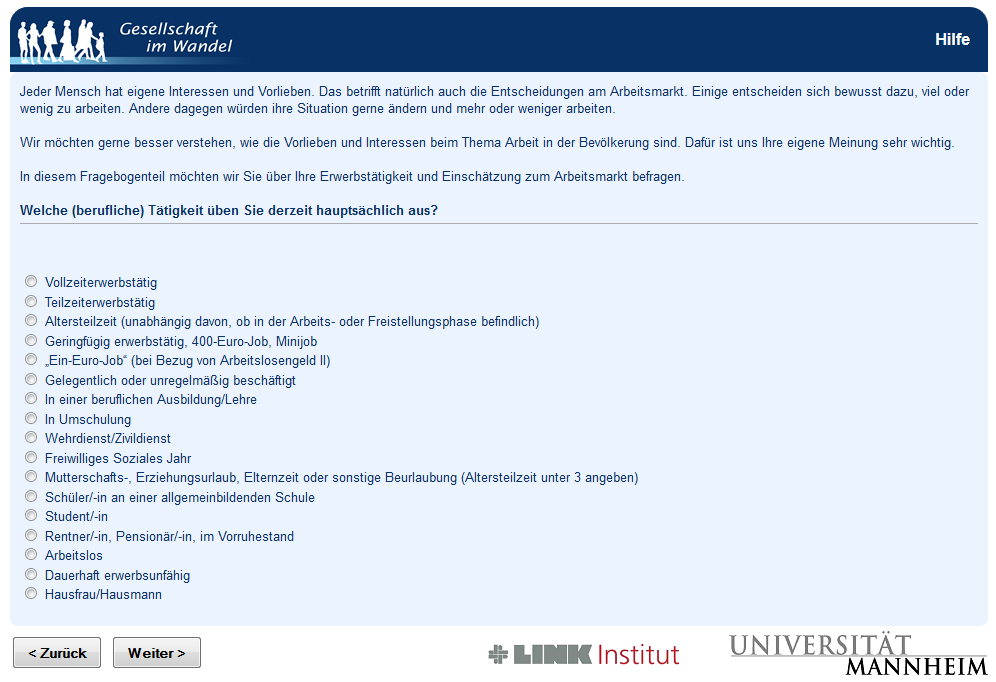 Gesellschaft
im Wandel
Hilfe
Jeder Mensch hat eigene Interessen und Vorlieben. Das betrifft natürlich auch die Entscheidungen am Arbeitsmarkt. Einige entscheiden sich bewusst dazu, viel oder
wenig zu arbeiten. Andere dagegen würden ihre Situation gerne ändern und mehr oder weniger arbeiten.
Wir möchten gerne besser verstehen, wie die Vorlieben und Interessen beim Thema Arbeit in der Bevölkerung sind. Dafür ist uns Ihre eigene Meinung sehr wichtig.
In diesem Fragebogenteil möchten wir Sie über Ihre Erwerbstätigkeit und Einschätzung zum Arbeitsmarkt befragen.
Welche (berufliche) Tätigkeit üben Sie derzeit hauptsächlich aus?
Vollzeiterwerbstätig
Teilzeiterwerbstätig
Altersteilzeit (unabhängig davon, ob in der Arbeits- oder Freistellungsphase befindlich)
Geringfügig erwerbstätig, 400-Euro-Job, Minijob
„Ein-Euro-Job“ (bei Bezug von Arbeitslosengeld II)
Gelegentlich oder unregelmäßig beschäftigt
In einer beruflichen Ausbildung/Lehre
In Umschulung
Wehrdienst/Zivildienst
Freiwilliges Soziales Jahr
Mutterschafts-, Erziehungsurlaub, Elternzeit oder sonstige Beurlaubung (Altersteilzeit unter 3 angeben)
Schüler/-in an einer allgemeinbildenden Schule
Student/-in
Rentner/-in, Pensionär/-in, im Vorruhestand
Arbeitslos
Dauerhaft erwerbsunfähig
Hausfrau/Hausmann
< Zurück
Weiter >
LINK Institut
UNIVERSITÄT
MANNHEIM